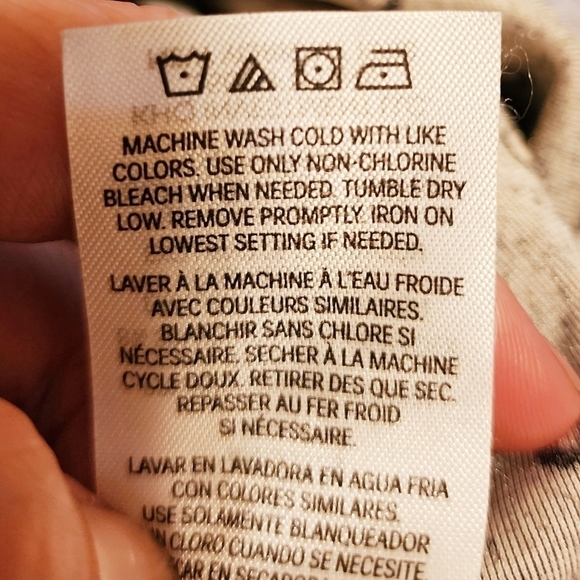 MACHINE WASH COLD WITH LIKE
COLORS. USE ONLY NON-CHLORINE
BLEACH WHEN NEEDED. TUMBLE DRY
LOW. REMOVE PROMPTLY. IRON ON
LOWEST SETTING IF NEEDED.
LAVER À LA MACHINE À L'EAU FROIDE
AVEC COULEURS SIMILAIRES.
BLANCHIR SANS CHLORE SI
NÉCESSAIRE. SECHER À LA MACHINE
CYCLE DOUX. RETIRER DES QUE SEC.
REPASSER AU FER FROID
SI NÉCESSAIRE.
LAVAR EN LAVADORA EN AGUA FRIA
CON COLORES SIMILARES.
USE SOLAMENTE BLANQUEADOR
CLORO CUANDO SE NECESITE